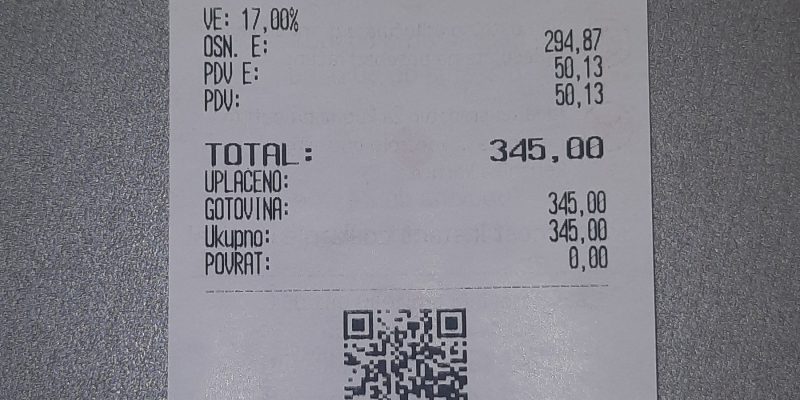 VE: 17,00%
OSN. E: 294,87
PDV E: 50,13
PDV: 50,13
TOTAL: 345,00
UPLAĆENO:
GOTOVINA: 345,00
Ukupno: 345,00
POVRAT: 0,00